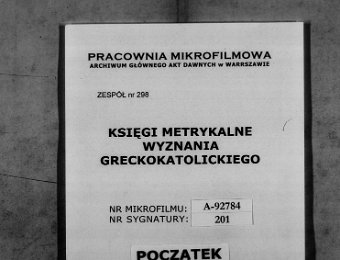 PRACOWNIA MIKROFILMOWA
ARCHIWUM GŁÓWNEGO AKT DAWNYCH w WARSZAWIE
ZESPÓŁ nr 298
KSIĘGI METRYKALNE
WYZNANIA
GRECKOKATOLICKIEGO
NR MIKROFILMU: A-92784
NR SYGNATURY: 201
POCZĄTEK